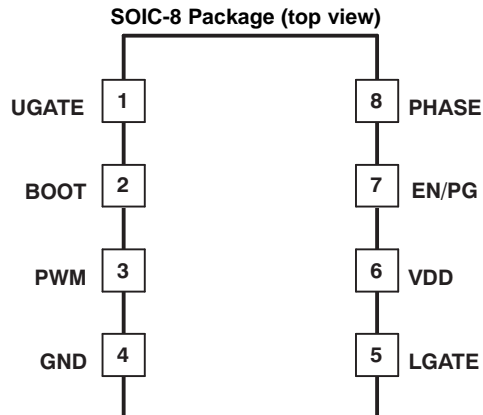 SOIC-8 Package (top view)
UGATE 1 8 PHASE
BOOT 2 7 EN/PG
PWM 3 6 VDD
GND 4 5 LGATE